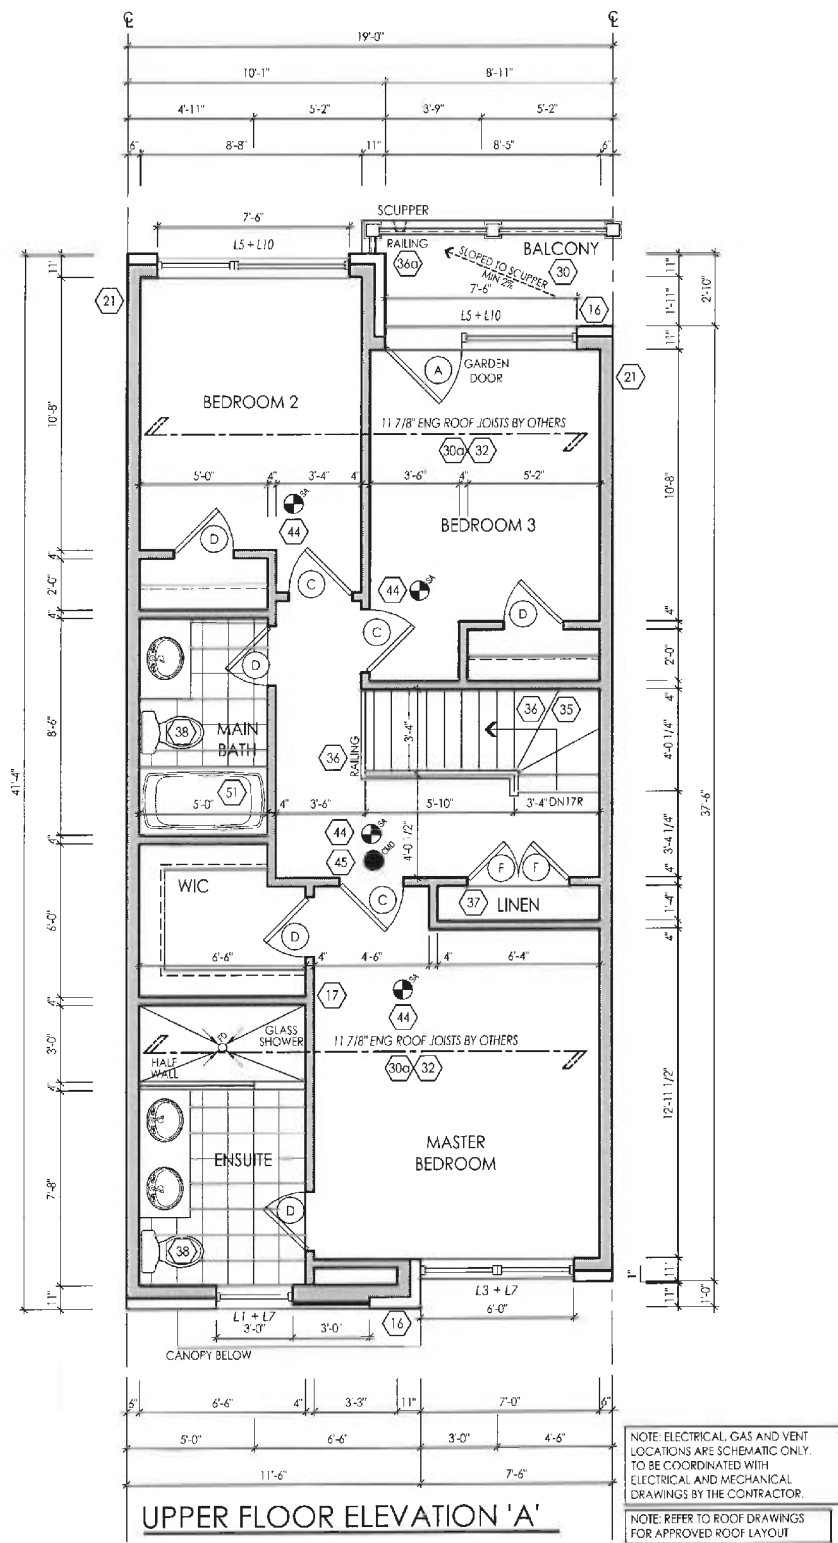 ℄ ℄
19'-0"
10'-1" 8'-11"
4'-11" 5'-2" 3'-9" 5'-2"
6" 8'-8" 11" 8'-5" 6"
SCUPPER
7'-6"
L5 + L10
RAILING
BALCONY
36a
SLOPED TO SCUPPER
MIN 2%
30
7'-6"
16
L5 + L10
21
A
GARDEN
DOOR
21
BEDROOM 2
11 7/8" ENG ROOF JOISTS BY OTHERS
30a 32
5'-0" 4" 3'-4" 4" 3'-6" 4" 5'-2"
SA
44
BEDROOM 3
D
C
44
SA
D
C
D
38
MAIN
BATH
36
RAILING
3'-4"
36 35
51
5'-0" 4" 3'-6" 5'-10" 3'-4" DN17R
44
SA
45
CMD
4'-0 1/2"
F F
WIC
C
37
LINEN
D
6'-6" 4" 4'-6" 4" 6'-4"
SA
17
44
FD
GLASS
SHOWER
HALF
WALL
11 7/8" ENG ROOF JOISTS BY OTHERS
30a 32
ENSUITE
MASTER
BEDROOM
D
38
L1 + L7
3'-0" 3'-0"
16
L3 + L7
6'-0"
CANOPY BELOW
11"
10'-8"
4"
2'-0"
4"
8'-6"
4"
6'-0"
4"
3'-0"
4"
7'-8"
11"
41'-4"
11"
1'-11"
11"
2'-10"
10'-8"
4"
2'-0"
4"
4'-0 1/4"
3'-4 1/4"
4"
1'-4"
4"
12'-11 1/2"
37'-6"
1"
11"
11"
1'-0"
6" 6'-6" 4" 3'-3" 11" 7'-0" 6"
5'-0" 6'-6" 3'-0" 4'-6"
11'-6" 7'-6"
UPPER FLOOR ELEVATION 'A'
NOTE: ELECTRICAL, GAS AND VENT
LOCATIONS ARE SCHEMATIC ONLY.
TO BE COORDINATED WITH
ELECTRICAL AND MECHANICAL
DRAWINGS BY THE CONTRACTOR.
NOTE: REFER TO ROOF DRAWINGS
FOR APPROVED ROOF LAYOUT